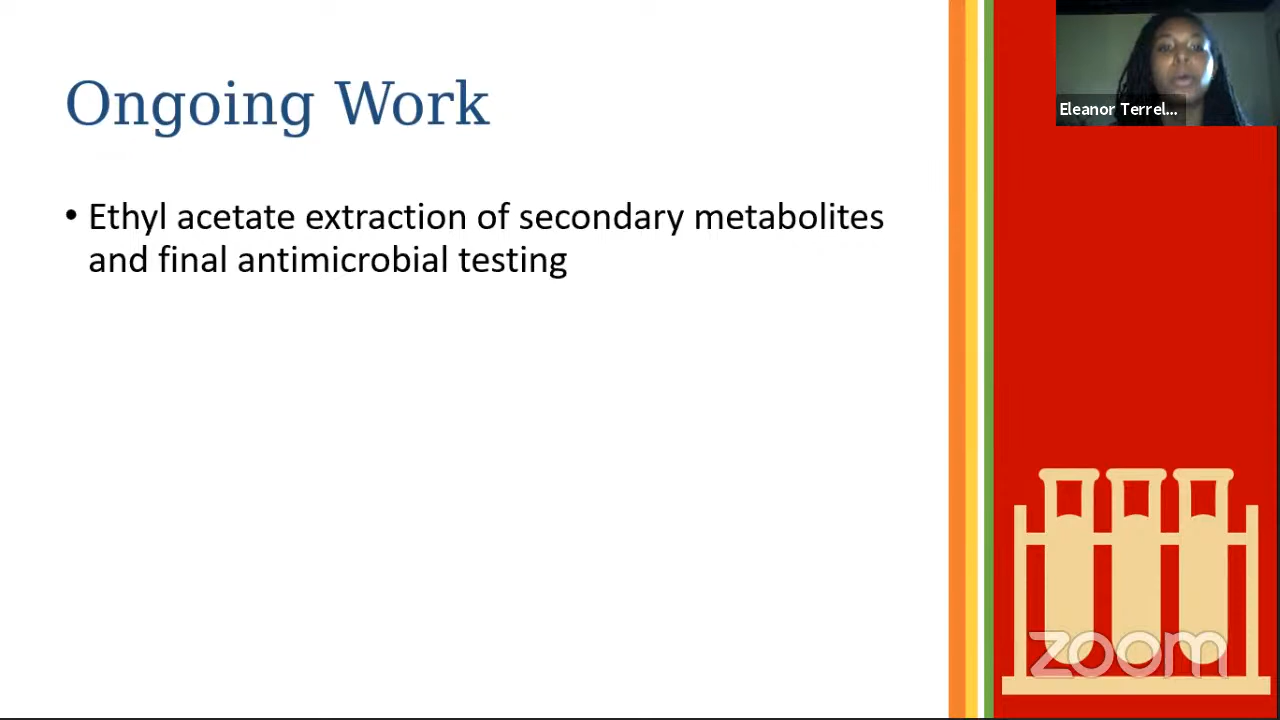 Ongoing Work
Eleanor Terrel...
• Ethyl acetate extraction of secondary metabolites
and final antimicrobial testing
zoom